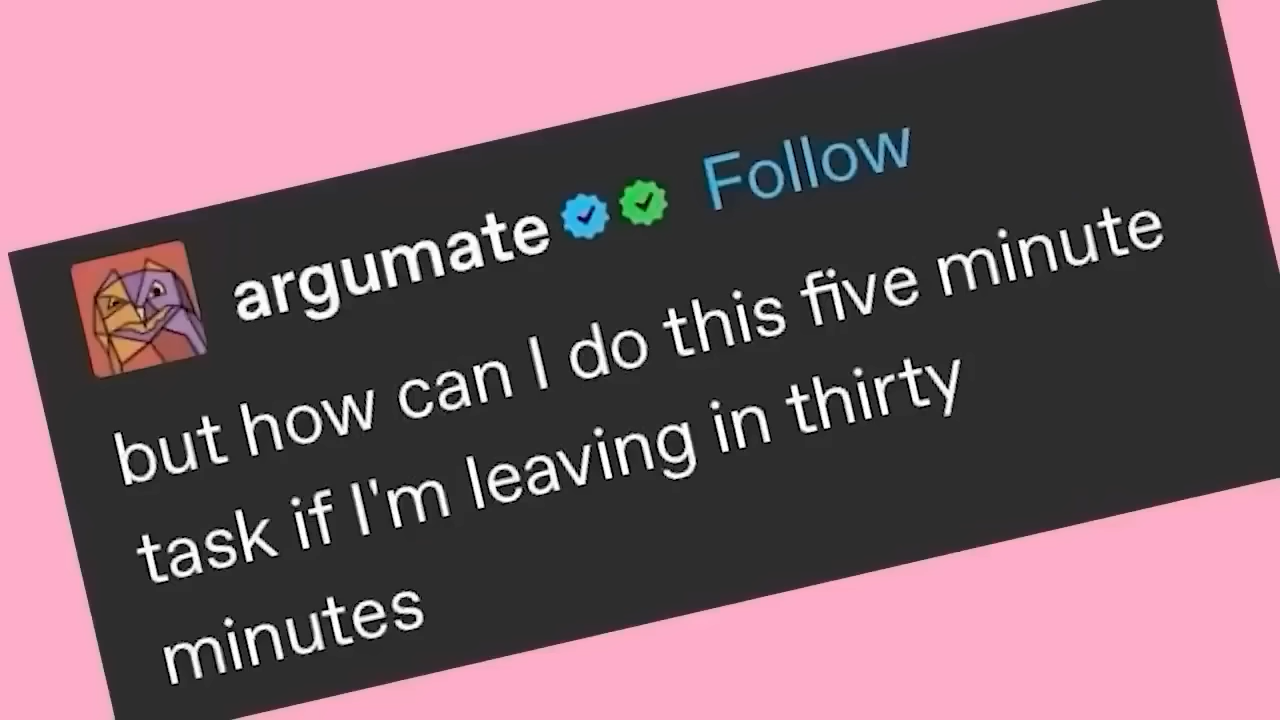 argumate Follow
but how can I do this five minute
task if I'm leaving in thirty
minutes